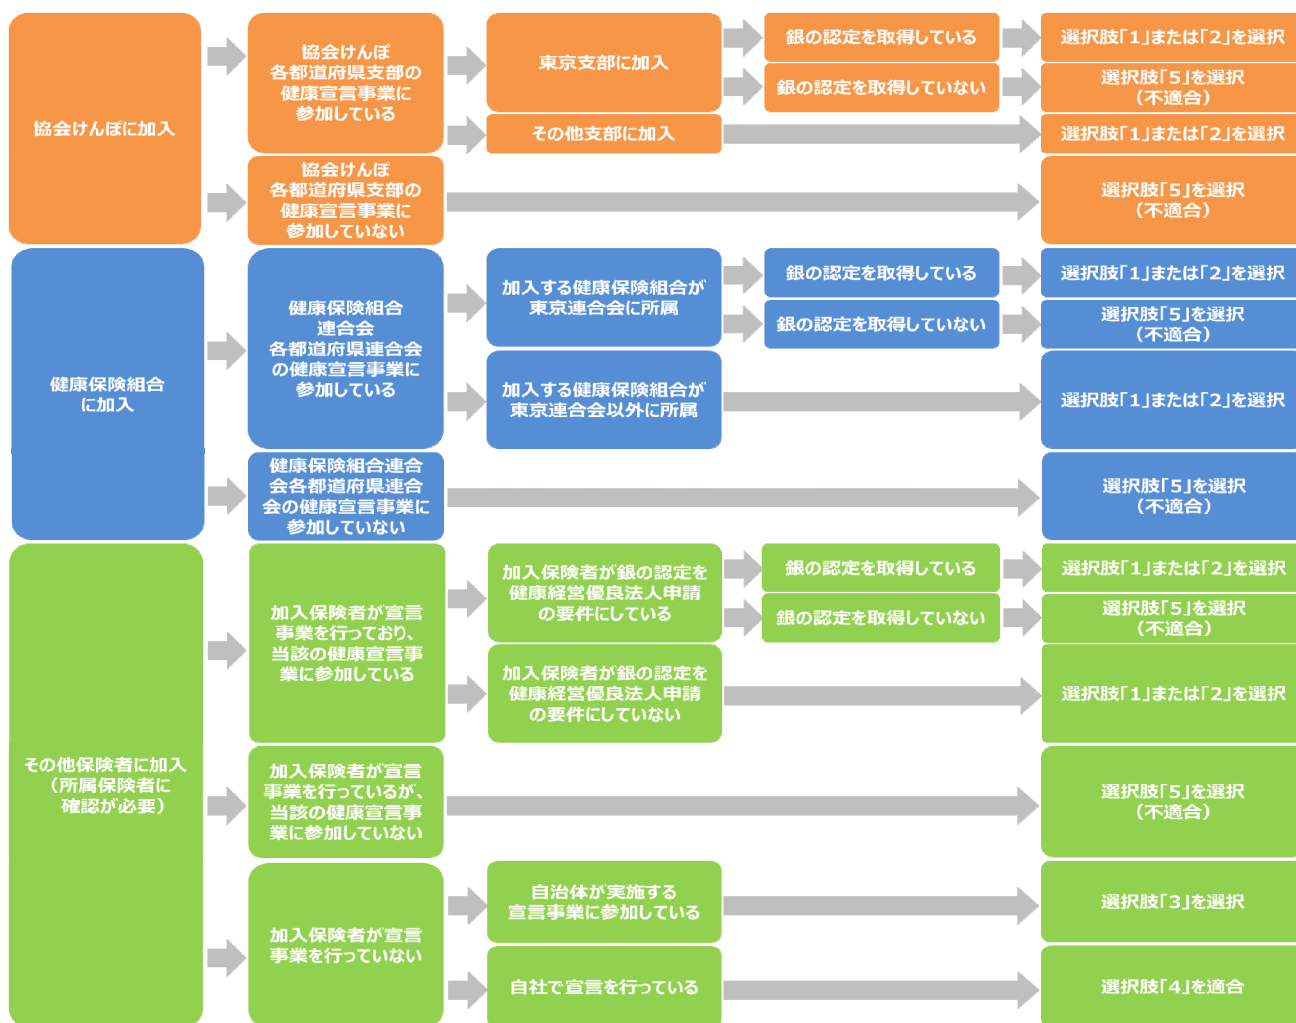 協会けんぽに加入
協会けんぽ
各都道府県支部の
健康宣言事業に
参加している
東京支部に加入
銀の認定を取得している
選択肢「1」または「2」を選択
銀の認定を取得していない
選択肢「5」を選択
（不適合）
その他支部に加入
選択肢「1」または「2」を選択
協会けんぽ
各都道府県支部の
健康宣言事業に
参加していない
選択肢「5」を選択
（不適合）
健康保険組合
に加入
健康保険組合
連合会
各都道府県連合会
の健康宣言事業に
参加している
加入する健康保険組合が
東京連合会に所属
銀の認定を取得している
選択肢「1」または「2」を選択
銀の認定を取得していない
選択肢「5」を選択
（不適合）
加入する健康保険組合が
東京連合会以外に所属
選択肢「1」または「2」を選択
健康保険組合連合
会各都道府県連合
会の健康宣言事業に
参加していない
選択肢「5」を選択
（不適合）
その他保険者に加入
（所属保険者に
確認が必要）
加入保険者が宣言
事業を行っており、
当該の健康宣言事
業に参加している
加入保険者が銀の認定を
健康経営優良法人申請
の要件にしている
銀の認定を取得している
選択肢「1」または「2」を選択
銀の認定を取得していない
選択肢「5」を選択
（不適合）
加入保険者が銀の認定を
健康経営優良法人申請
の要件にしていない
選択肢「1」または「2」を選択
加入保険者が宣言
事業を行っているが、
当該の健康宣言事
業に参加していない
選択肢「5」を選択
（不適合）
加入保険者が宣言
事業を行っていない
自治体が実施する
宣言事業に参加している
選択肢「3」を選択
自社で宣言を行っている
選択肢「4」を適合